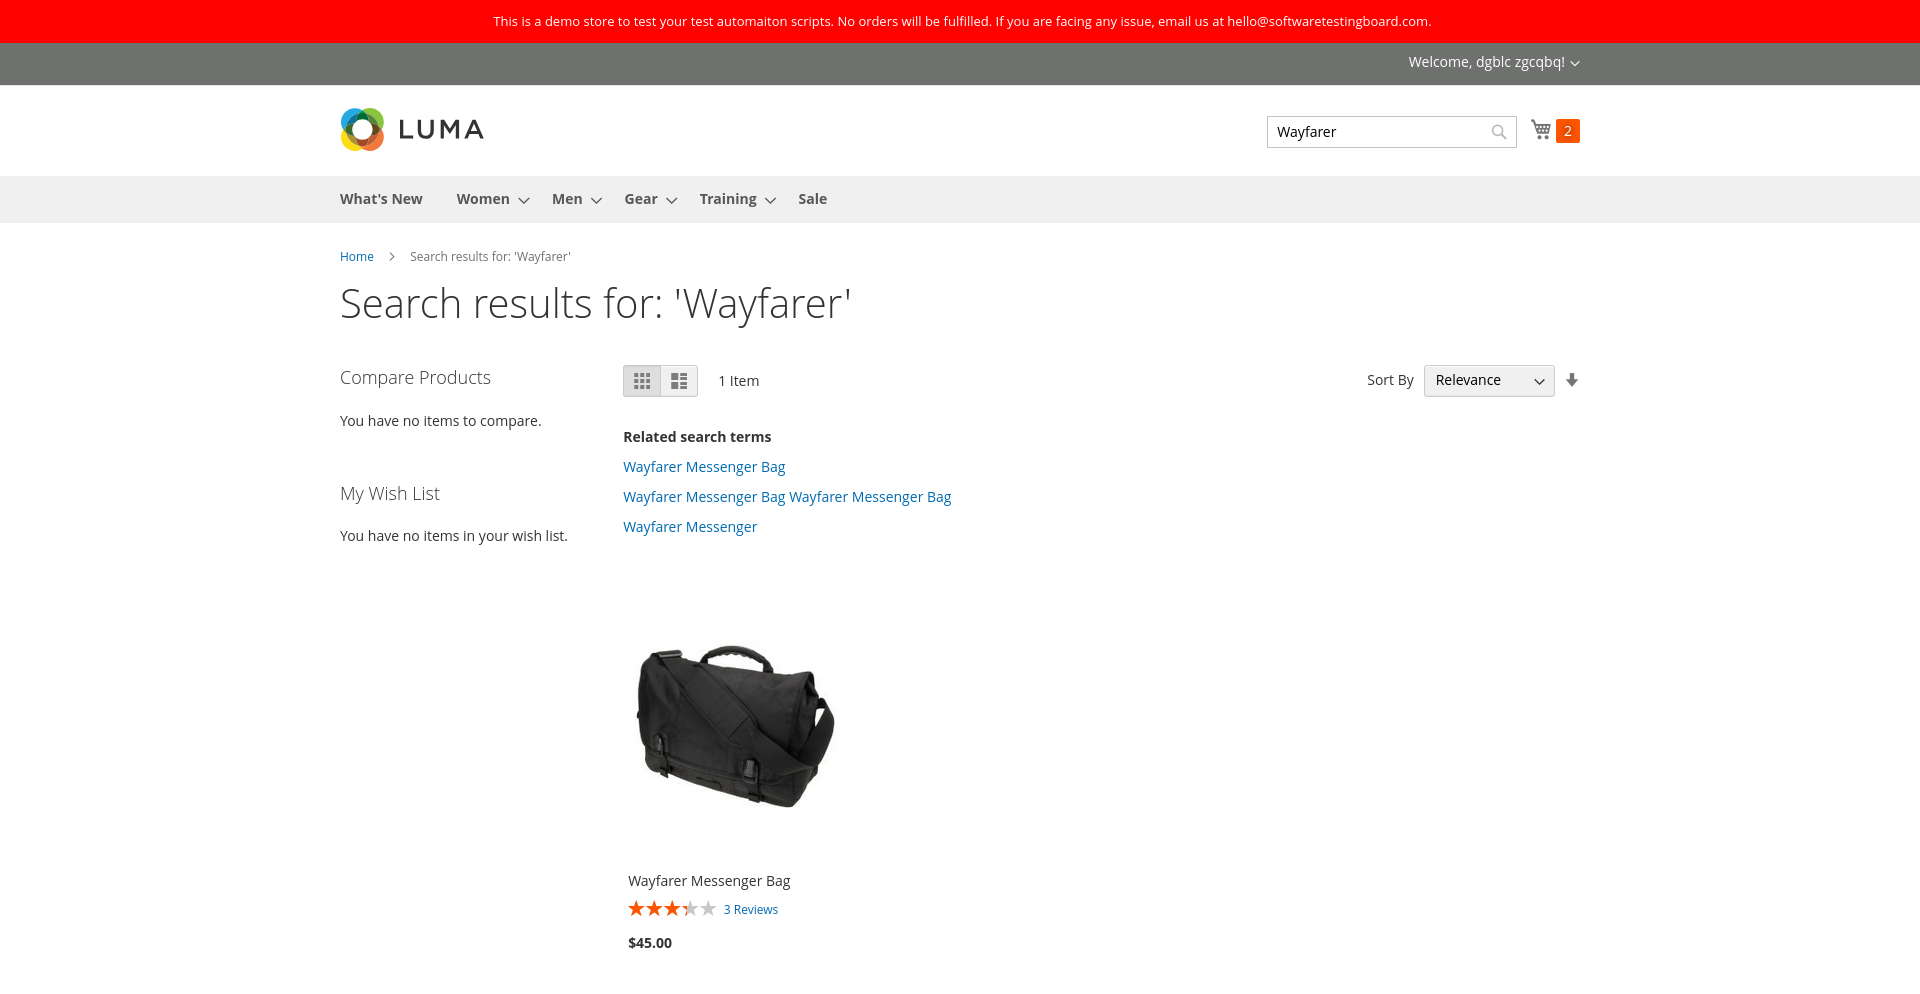 This is a demo store to test your test automaiton scripts. No orders will be fulfilled. If you are facing any issue, email us at hello@softwaretestingboard.com.
Welcome, dgblc zgcqbq!
LUMA
Wayfarer
2
What's New Women Men Gear Training Sale
Home Search results for: 'Wayfarer'
Search results for: 'Wayfarer'
Compare Products
You have no items to compare.
My Wish List
You have no items in your wish list.
1 Item
Sort By Relevance
Related search terms
Wayfarer Messenger Bag
Wayfarer Messenger Bag Wayfarer Messenger Bag
Wayfarer Messenger
Wayfarer Messenger Bag
3 Reviews
$45.00